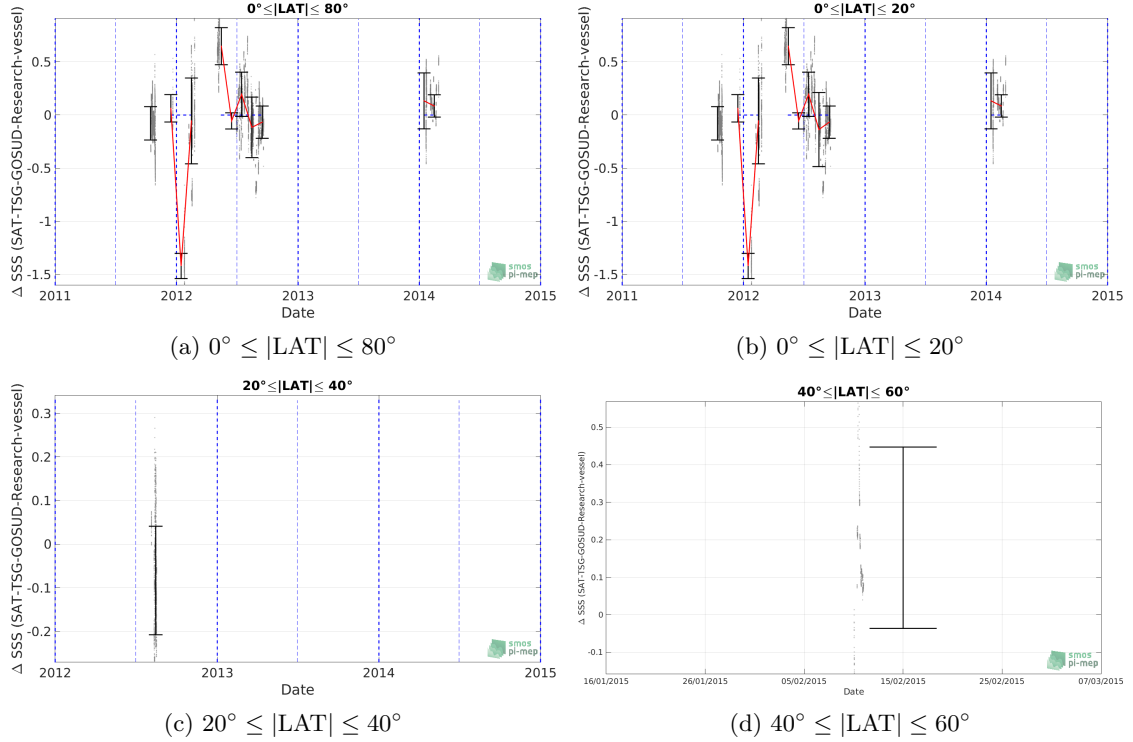 0°≤|LAT|≤ 80°
Δ SSS (SAT-TSG-GOSUD-Research-vessel)
0.5
0
-0.5
-1
-1.5
2011
2012
2013
2014
2015
Date
smos
pi-mep
(a) 0° ≤ |LAT| ≤ 80°
0°≤|LAT|≤ 20°
Δ SSS (SAT-TSG-GOSUD-Research-vessel)
0.5
0
-0.5
-1
-1.5
2011
2012
2013
2014
2015
Date
smos
pi-mep
(b) 0° ≤ |LAT| ≤ 20°
20°≤|LAT|≤ 40°
Δ SSS (SAT-TSG-GOSUD-Research-vessel)
0.3
0.2
0.1
0
-0.1
-0.2
2012
2013
2014
2015
Date
smos
pi-mep
(c) 20° ≤ |LAT| ≤ 40°
40°≤|LAT|≤ 60°
Δ SSS (SAT-TSG-GOSUD-Research-vessel)
0.5
0.4
0.3
0.2
0.1
0
-0.1
16/01/2015
26/01/2015
05/02/2015
15/02/2015
25/02/2015
07/03/2015
Date
smos
pi-mep
(d) 40° ≤ |LAT| ≤ 60°